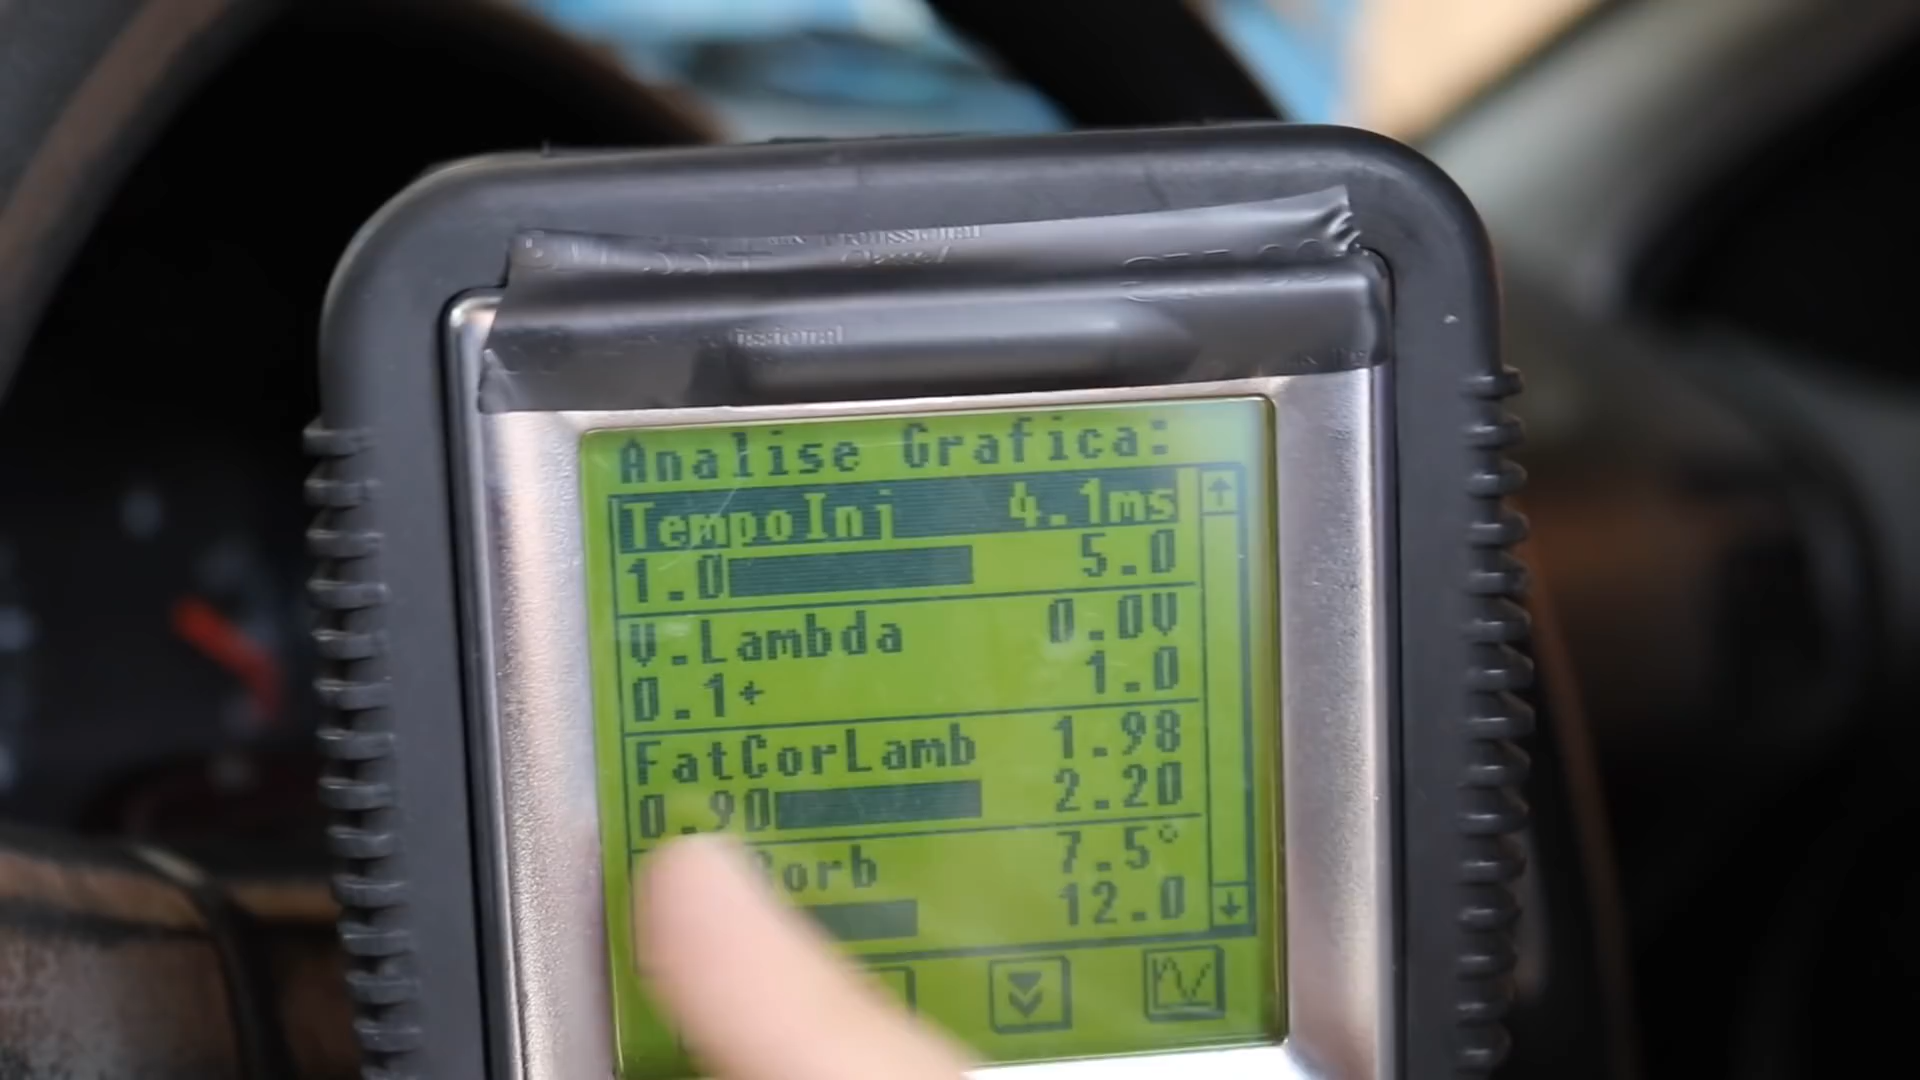 Professional
Analise Grafica:
TempoInj 4.1ms
1.0 5.0
V.Lambda 0.0V
0.1+ 1.0
FatCorLamb 1.98
0.90 2.20
7.5°
12.0